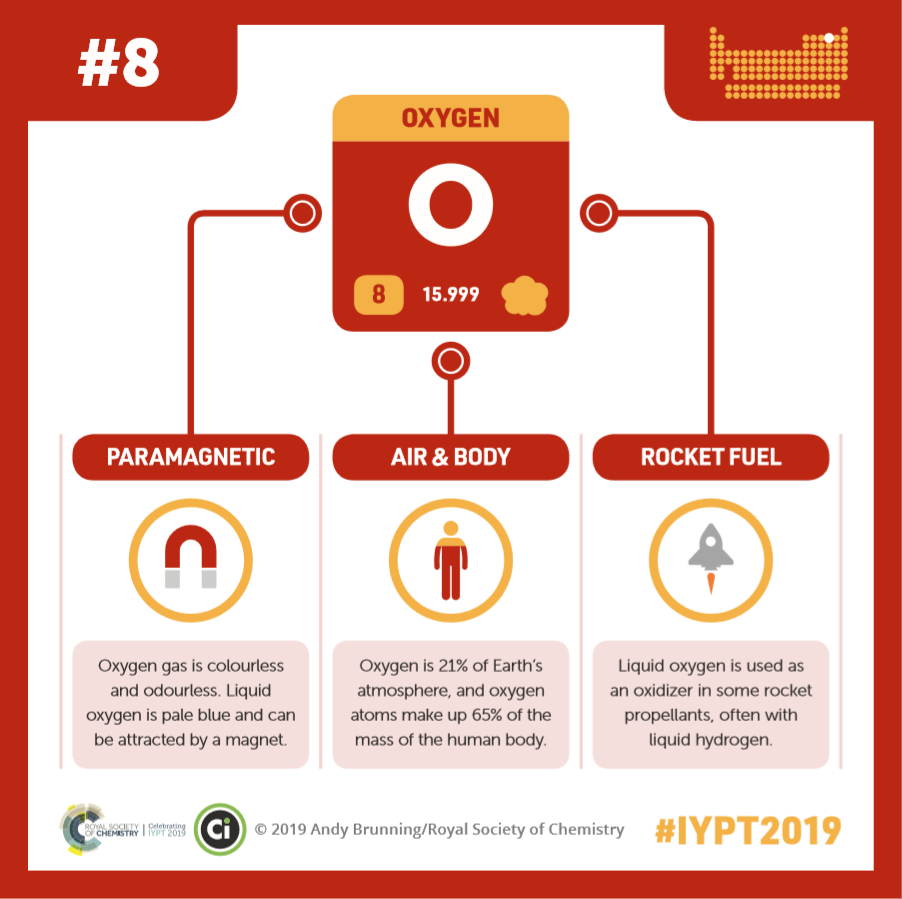 #8
OXYGEN
O
8
15.999
PARAMAGNETIC
AIR & BODY
ROCKET FUEL
Oxygen gas is colourless
and odourless. Liquid
oxygen is pale blue and can
be attracted by a magnet.
Oxygen is 21% of Earth's
atmosphere, and oxygen
atoms make up 65% of the
mass of the human body.
Liquid oxygen is used as
an oxidizer in some rocket
propellants, often with
liquid hydrogen.
ROYAL SOCIETY
OF CHEMISTRY
Celebrating
IYPT 2019
Ci
© 2019 Andy Brunning/Royal Society of Chemistry
#IYPT2019